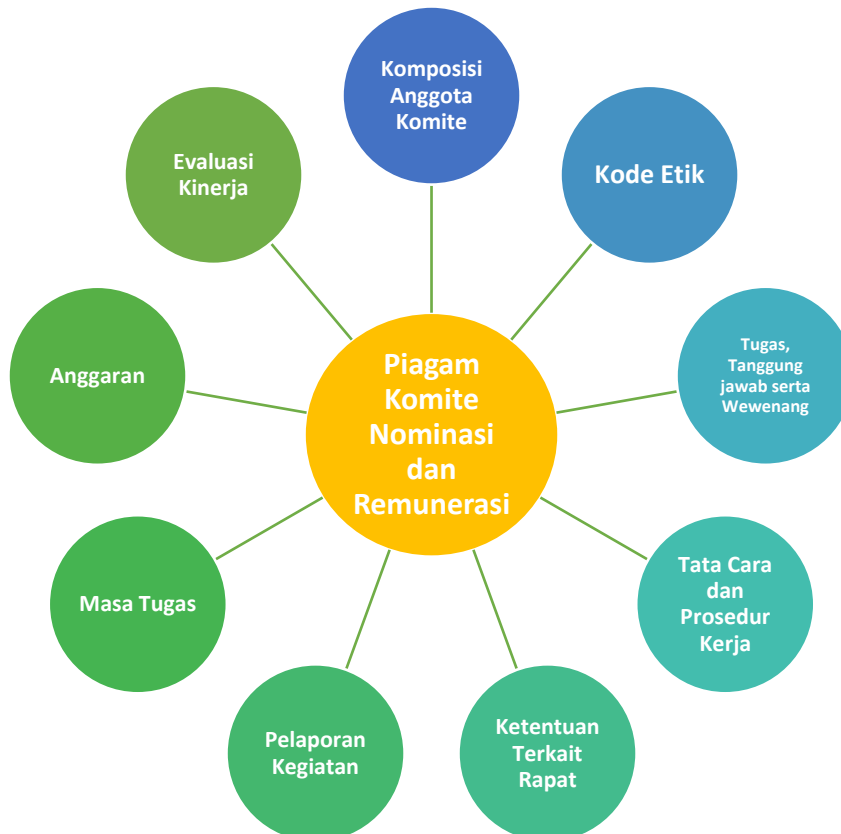 Komposisi
Anggota
Komite
Kode Etik
Tugas,
Tanggung
jawab serta
Wewenang
Tata Cara
dan
Prosedur
Kerja
Ketentuan
Terkait
Rapat
Pelaporan
Kegiatan
Masa Tugas
Anggaran
Evaluasi
Kinerja
Piagam
Komite
Nominasi
dan
Remunerasi